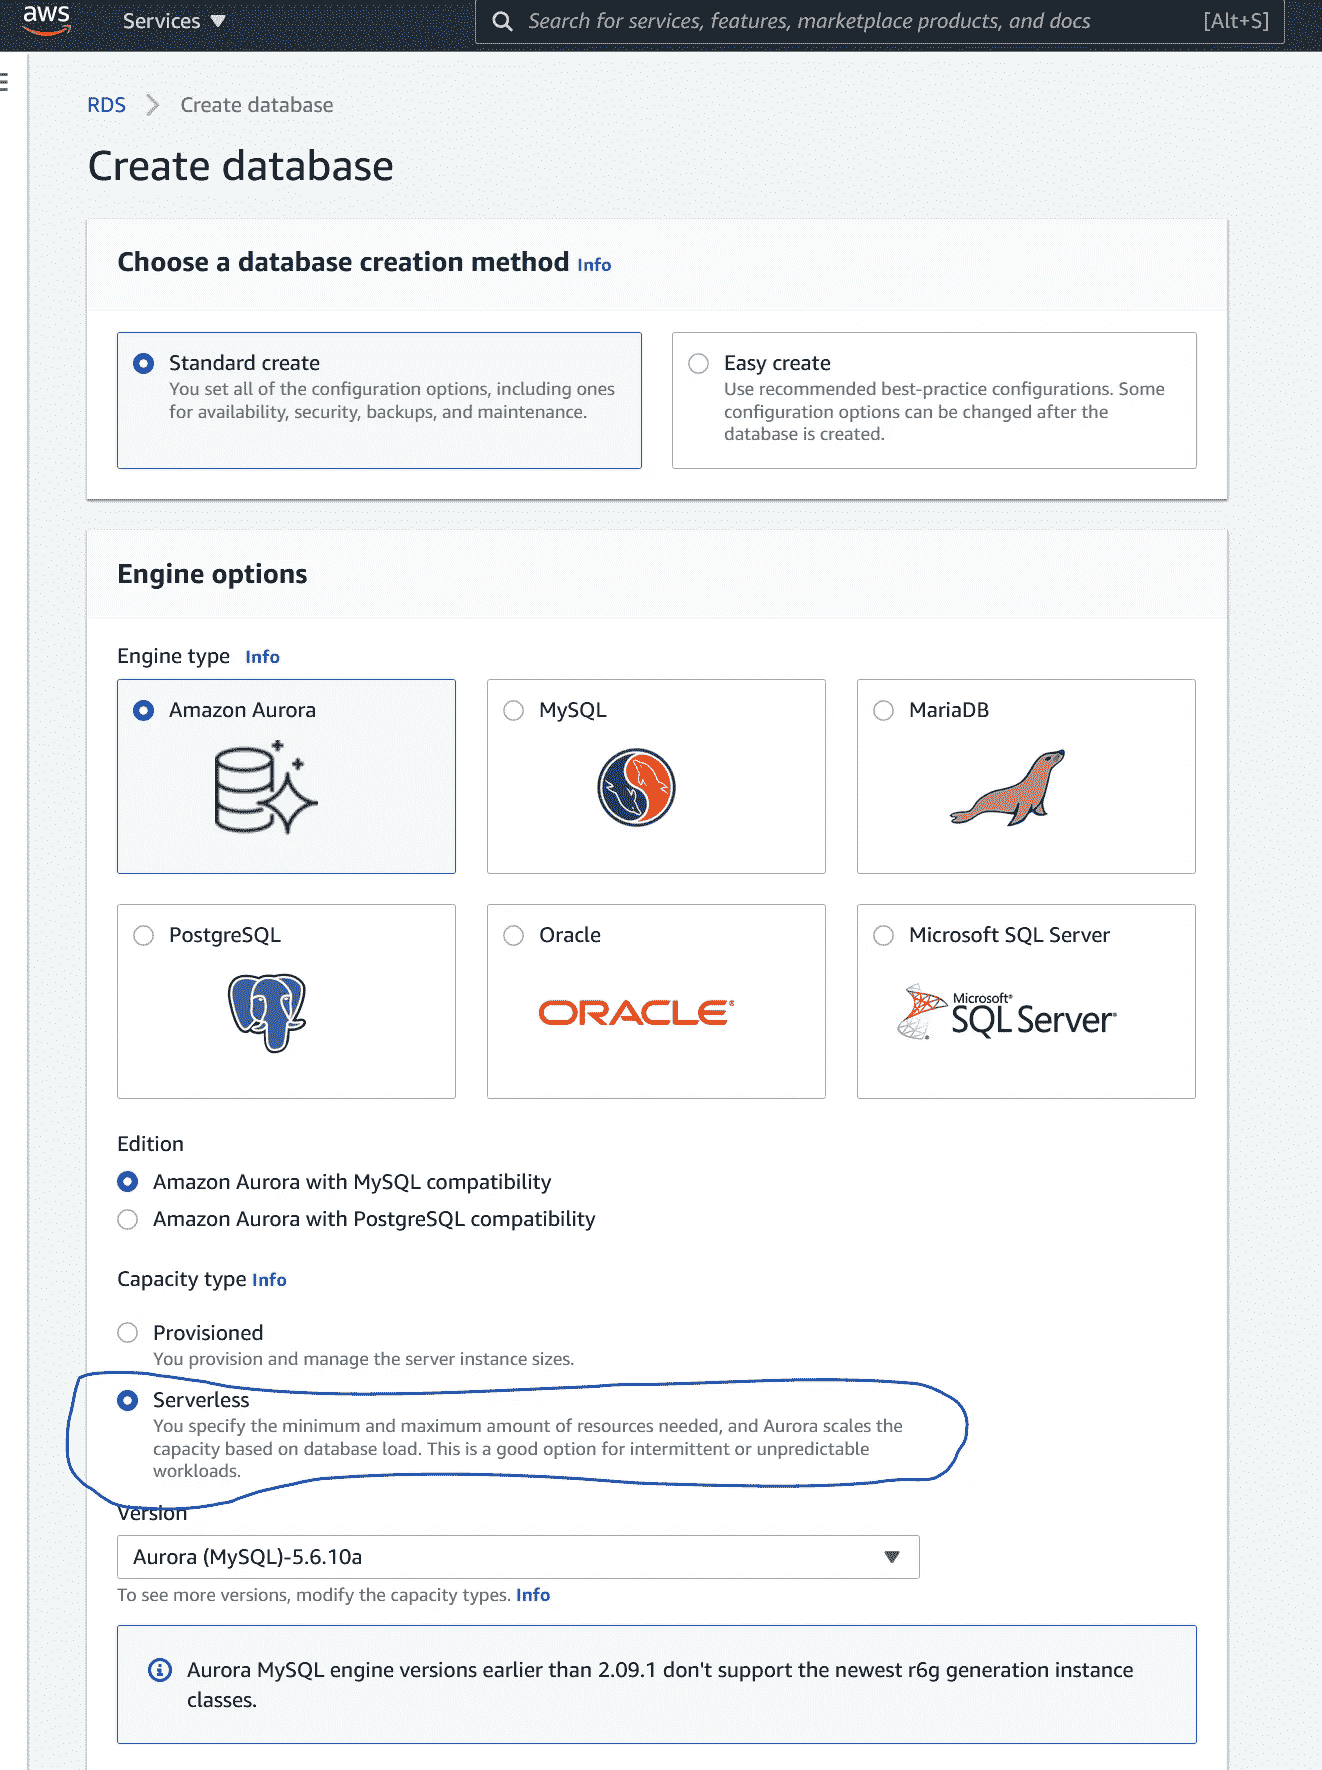 aws
Services
Search for services, features, marketplace products, and docs
[Alt+S]
RDS
Create database
Create database
Choose a database creation method Info
Standard create
You set all of the configuration options, including ones
for availability, security, backups, and maintenance.
Easy create
Use recommended best-practice configurations. Some
configuration options can be changed after the
database is created.
Engine options
Engine type Info
Amazon Aurora
MySQL
MariaDB
PostgreSQL
Oracle
ORACLE®
Microsoft SQL Server
Microsoft®
SQL Server®
Edition
Amazon Aurora with MySQL compatibility
Amazon Aurora with PostgreSQL compatibility
Capacity type Info
Provisioned
You provision and manage the server instance sizes.
Serverless
You specify the minimum and maximum amount of resources needed, and Aurora scales the
capacity based on database load. This is a good option for intermittent or unpredictable
workloads.
Version
Aurora (MySQL)-5.6.10a
To see more versions, modify the capacity types. Info
Aurora MySQL engine versions earlier than 2.09.1 don't support the newest r6g generation instance
classes.